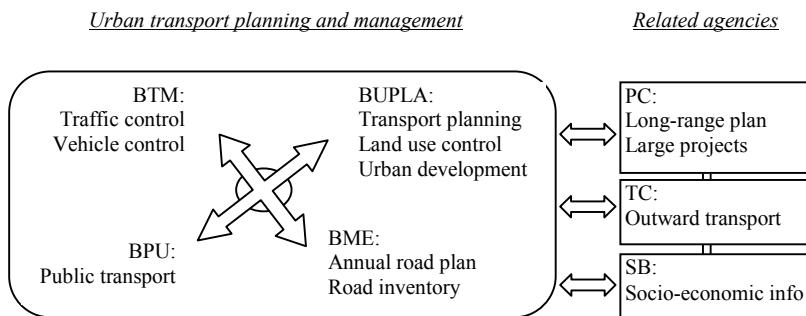 Urban transport planning and management
Related agencies
BTM:
Traffic control
Vehicle control
BUPLA:
Transport planning
Land use control
Urban development
BPU:
Public transport
BME:
Annual road plan
Road inventory
PC:
Long-range plan
Large projects
TC:
Outward transport
SB:
Socio-economic info